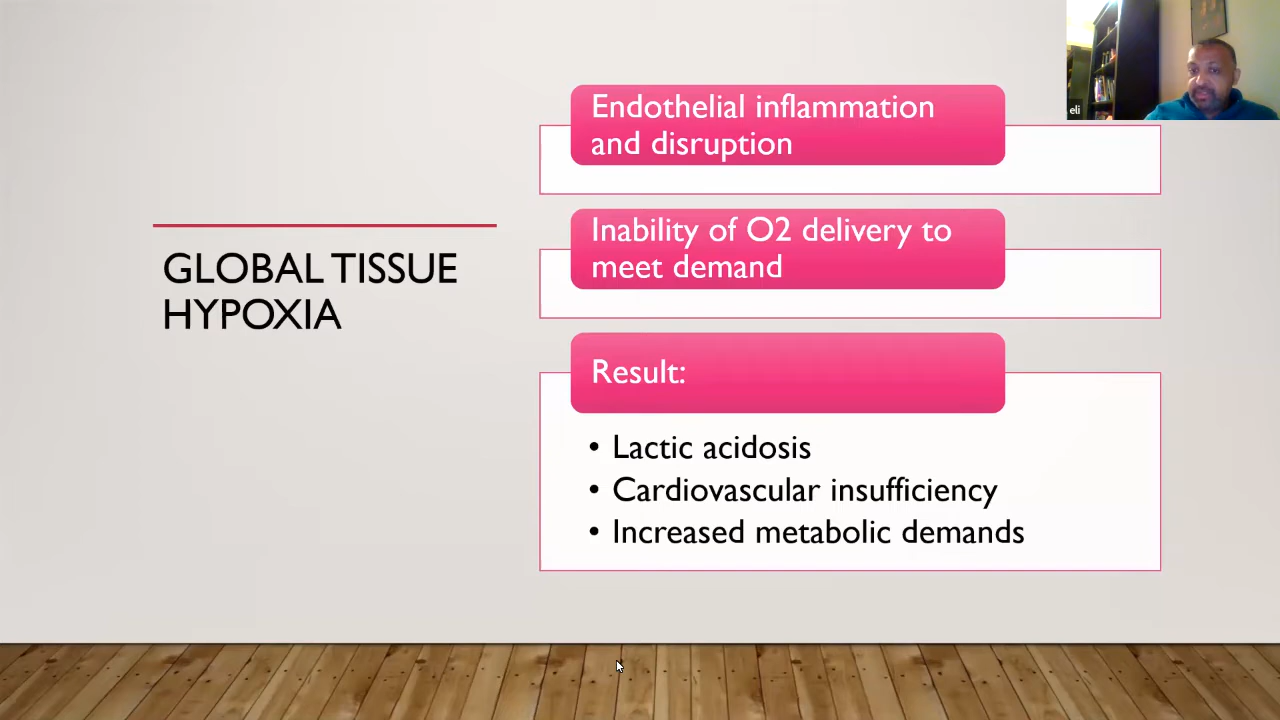 GLOBAL TISSUE
HYPOXIA
Endothelial inflammation
and disruption
Inability of O2 delivery to
meet demand
Result:
• Lactic acidosis
• Cardiovascular insufficiency
• Increased metabolic demands
eli